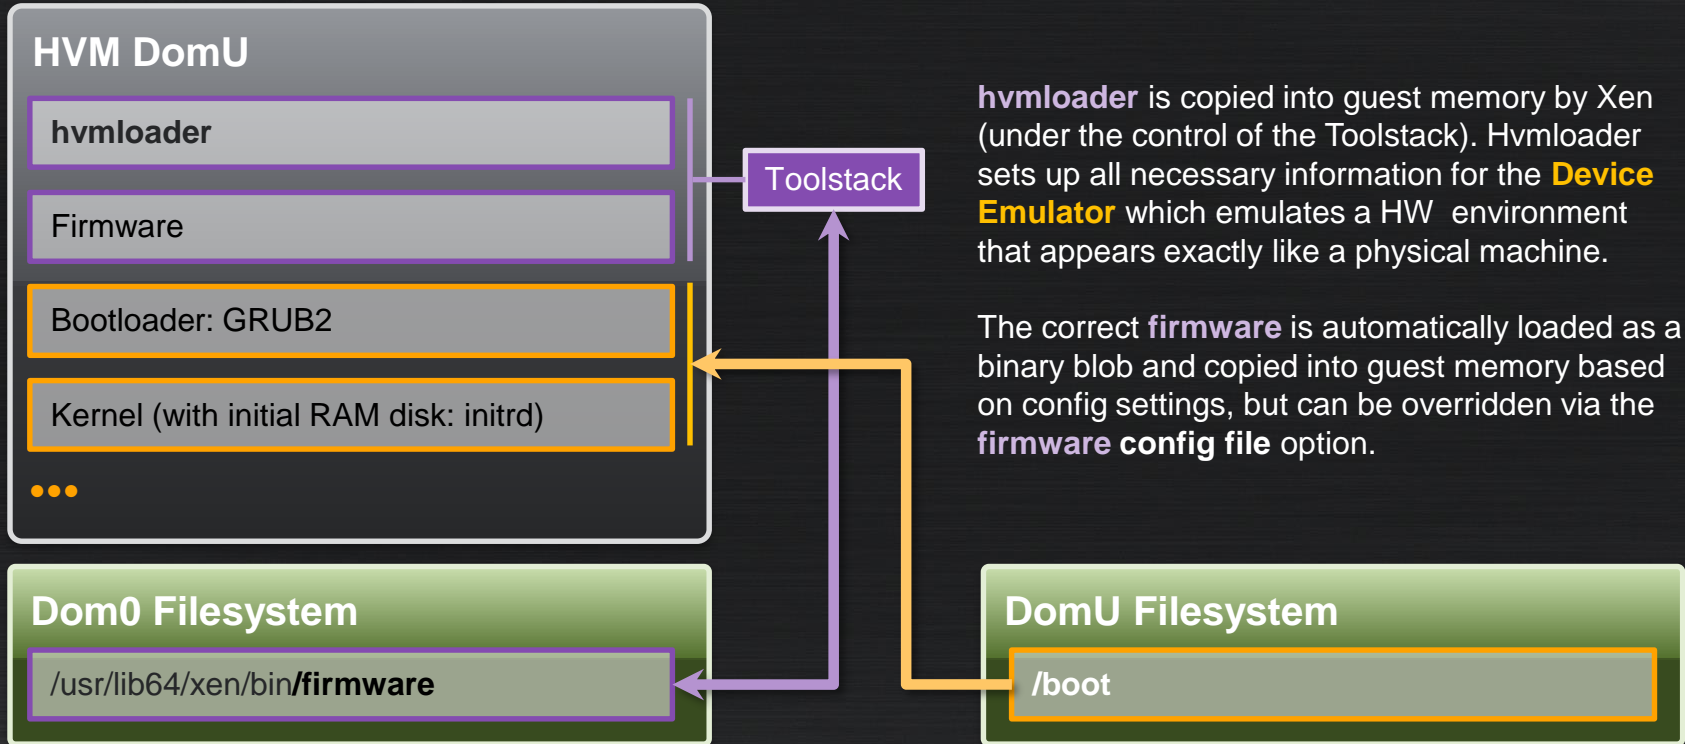 HVM DomU
hvmloader
Firmware
Toolstack
Bootloader: GRUB2
Kernel (with initial RAM disk: initrd)
hvmloader is copied into guest memory by Xen
(under the control of the Toolstack). Hvmloader
sets up all necessary information for the Device
Emulator which emulates a HW environment
that appears exactly like a physical machine.
The correct firmware is automatically loaded as a
binary blob and copied into guest memory based
on config settings, but can be overridden via the
firmware config file option.
Dom0 Filesystem
/usr/lib64/xen/bin/firmware
DomU Filesystem
/boot